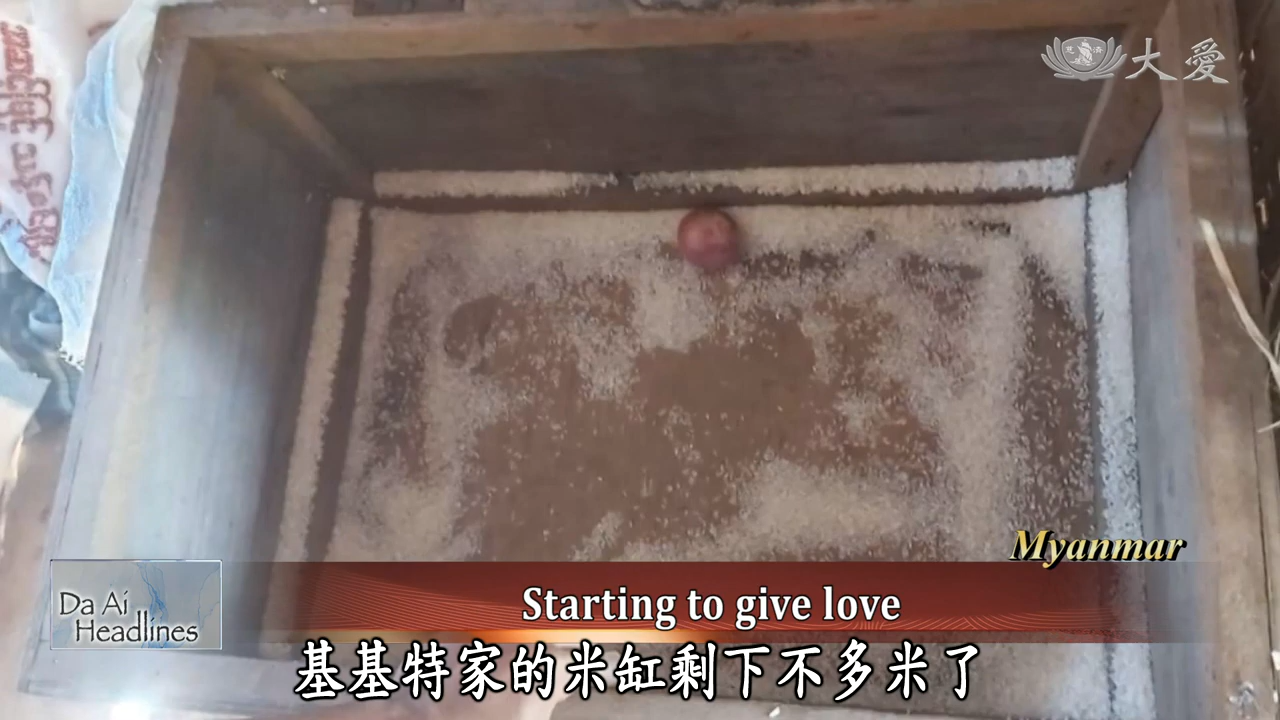 大愛
Myanmar
Da Ai
Headlines
Starting to give love
基基特家的米缸剩下不多米了